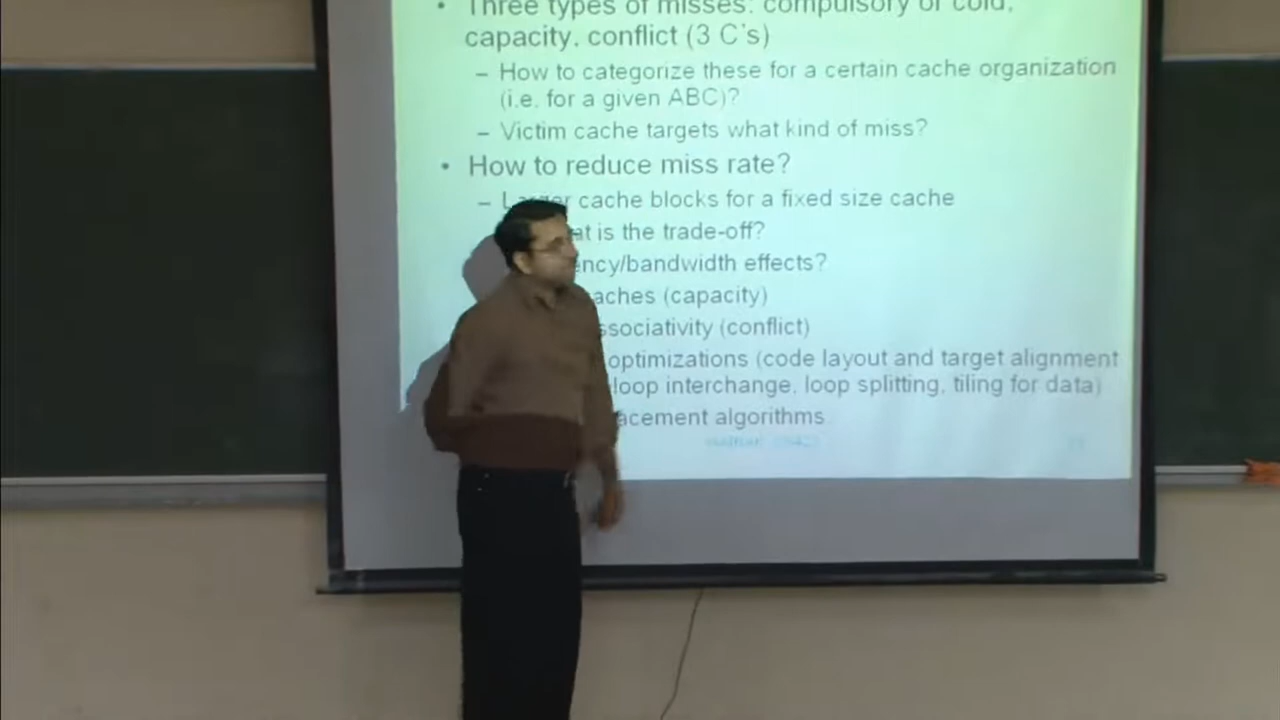 • Three types of misses: compulsory or cold,
capacity, conflict (3 C's)
– How to categorize these for a certain cache organization
(i.e. for a given ABC)?
– Victim cache targets what kind of miss?
• How to reduce miss rate?
– Larger cache blocks for a fixed size cache
is the trade-off?
ncy/bandwidth effects?
aches (capacity)
ssociativity (conflict)
optimizations (code layout and target alignment
loop interchange, loop splitting, tiling for data)
acement algorithms